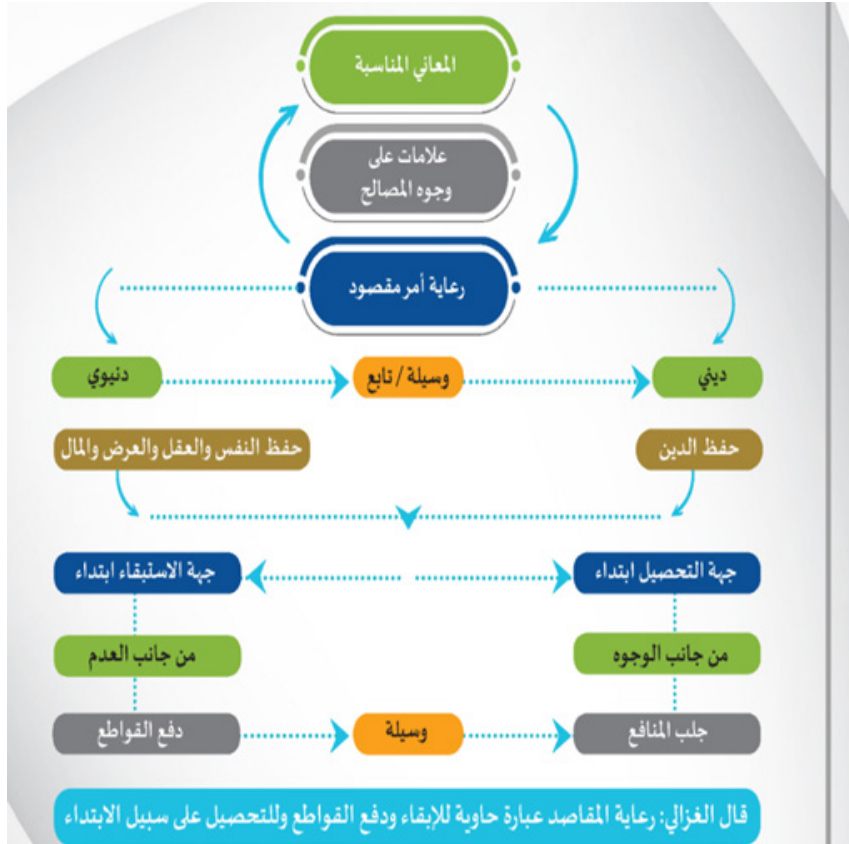 المعاني المناسبة
علامات على
وجوه المصالح
رعاية أمر مقصود
ديني
وسيلة / تابع
دنيوي
حفظ الدين
حفظ النفس والعقل والعرض والمال
جهة التحصيل ابتداء
جهة الاستبقاء ابتداء
من جانب الوجوه
من جانب العدم
جلب المنافع
وسيلة
دفع القواطع
قال الغزالي: رعاية المقاصد عبارة حاوية للإبقاء ودفع القواطع وللتحصيل على سبيل الابتداء